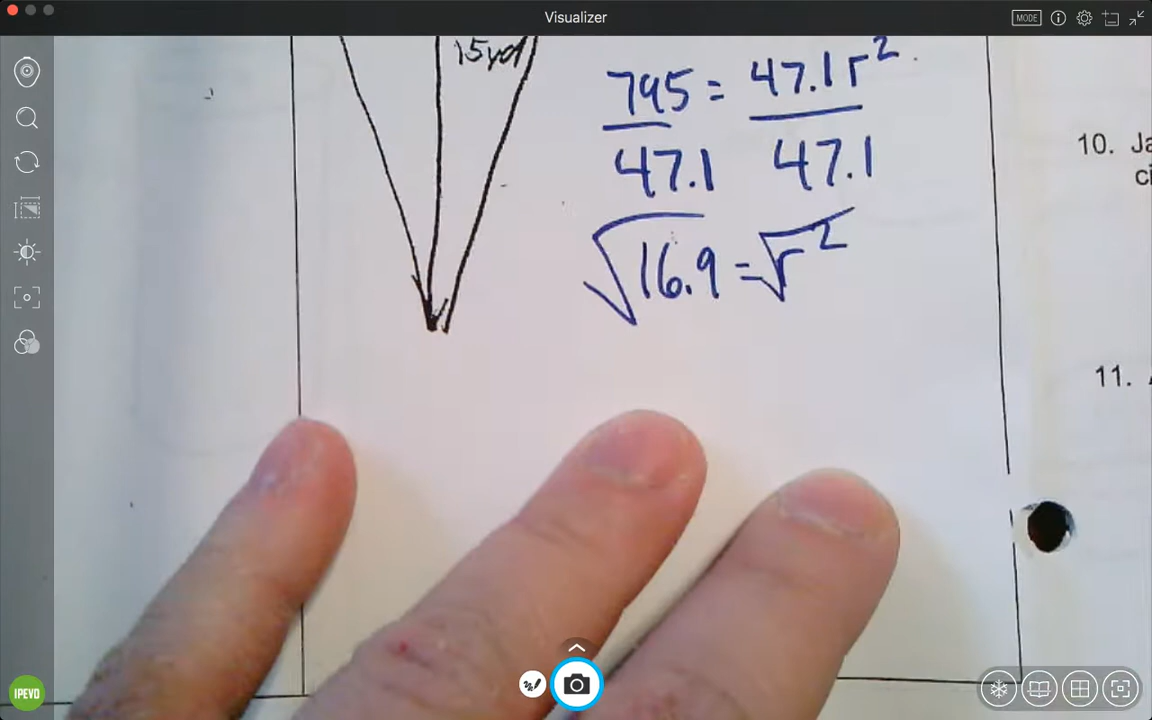 Visualizer
MODE
15yd
795 = 47.1r².
47.1 47.1
√16.9 = √r²
10. Ja
ci
11.
IPEVO